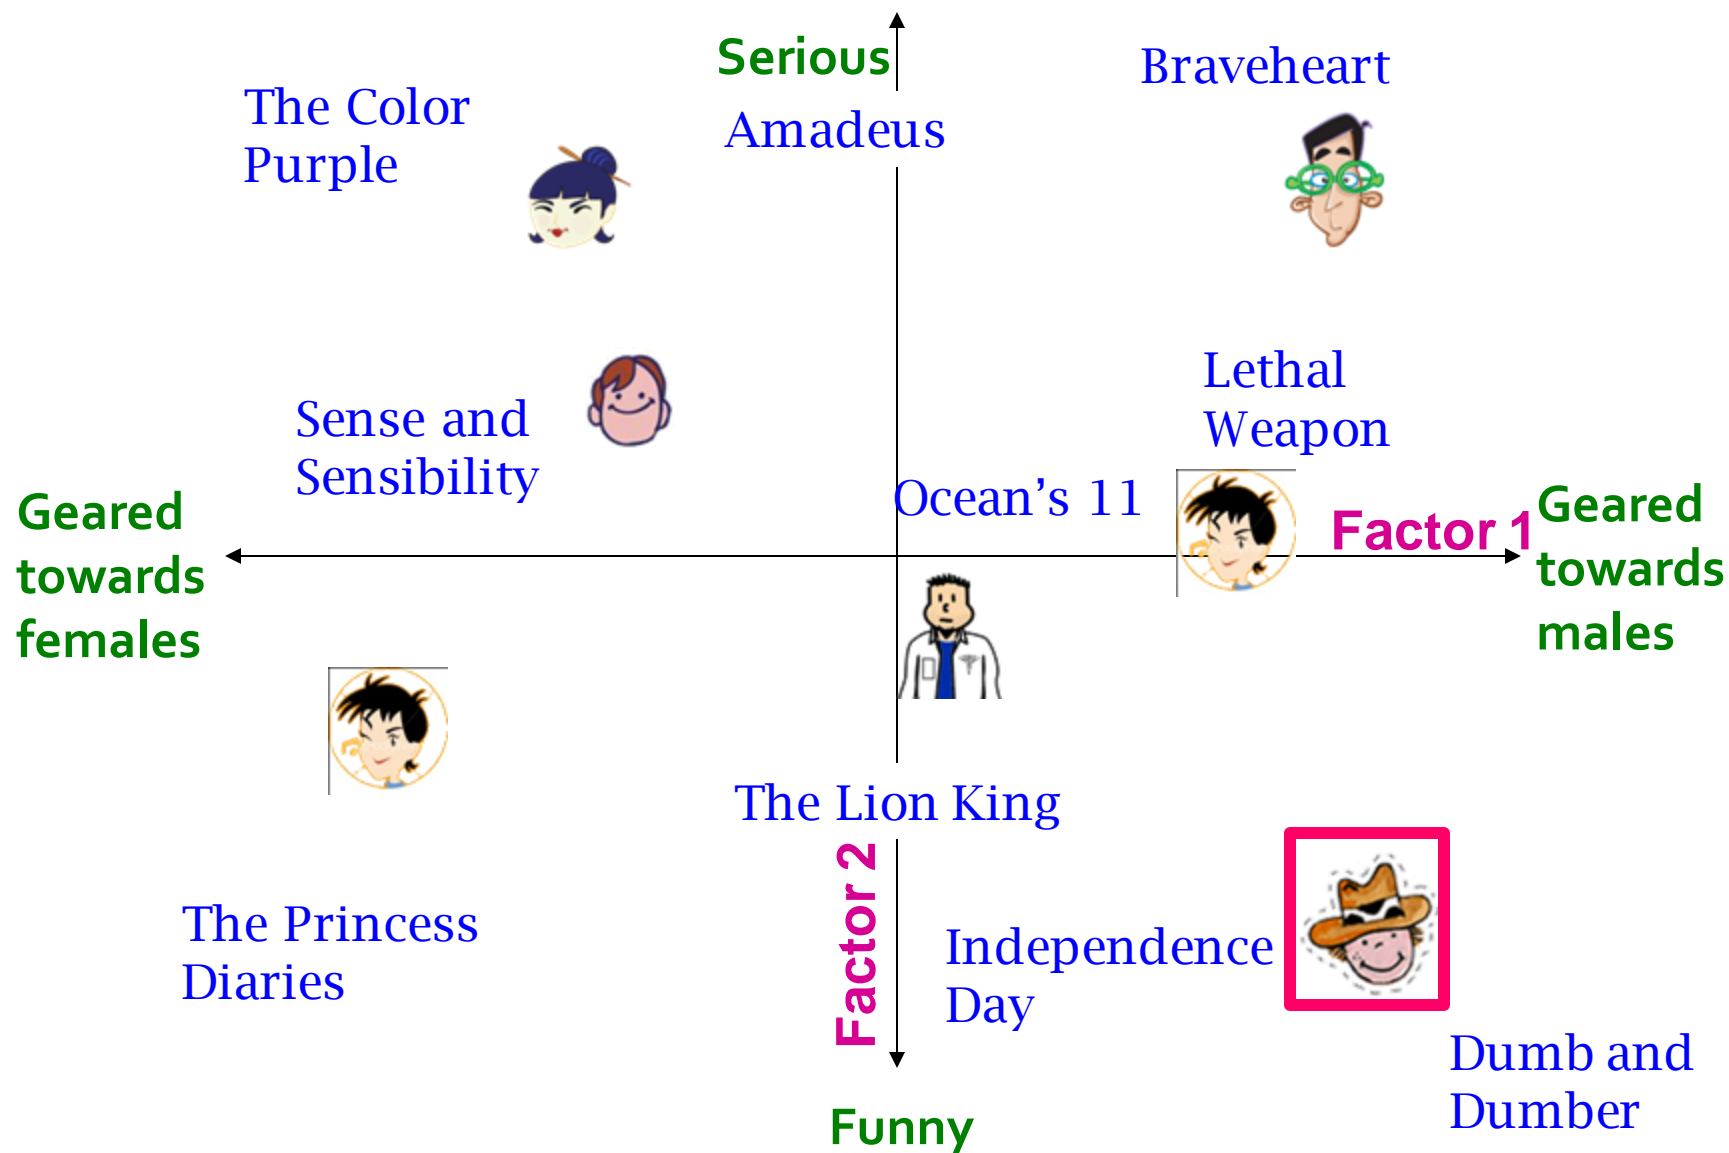 Serious
Braveheart
The Color
Purple
Amadeus
Lethal
Weapon
Sense and
Sensibility
Ocean’s 11
Geared
towards
females
Factor 1
Geared
towards
males
The Lion King
Factor 2
The Princess
Diaries
Independence
Day
Dumb and
Dumber
Funny